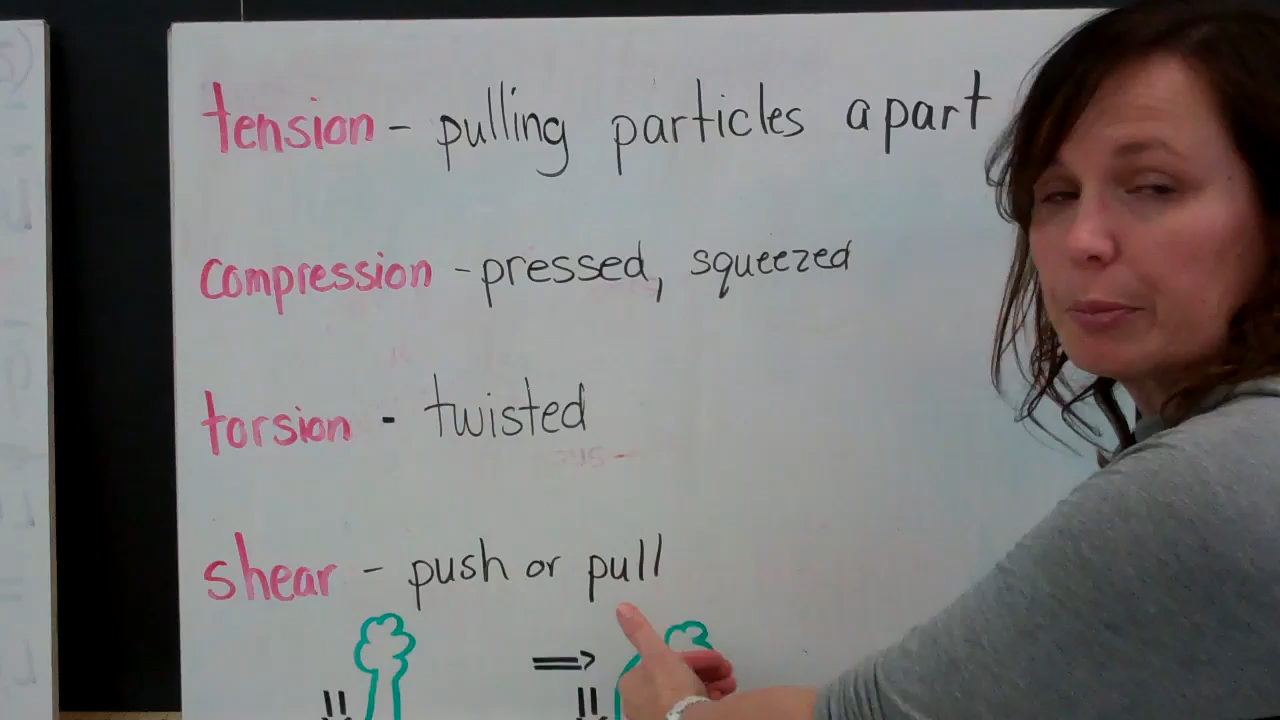 tension - pulling particles apart
compression - pressed, squeezed
torsion - twisted
shear - push or pull